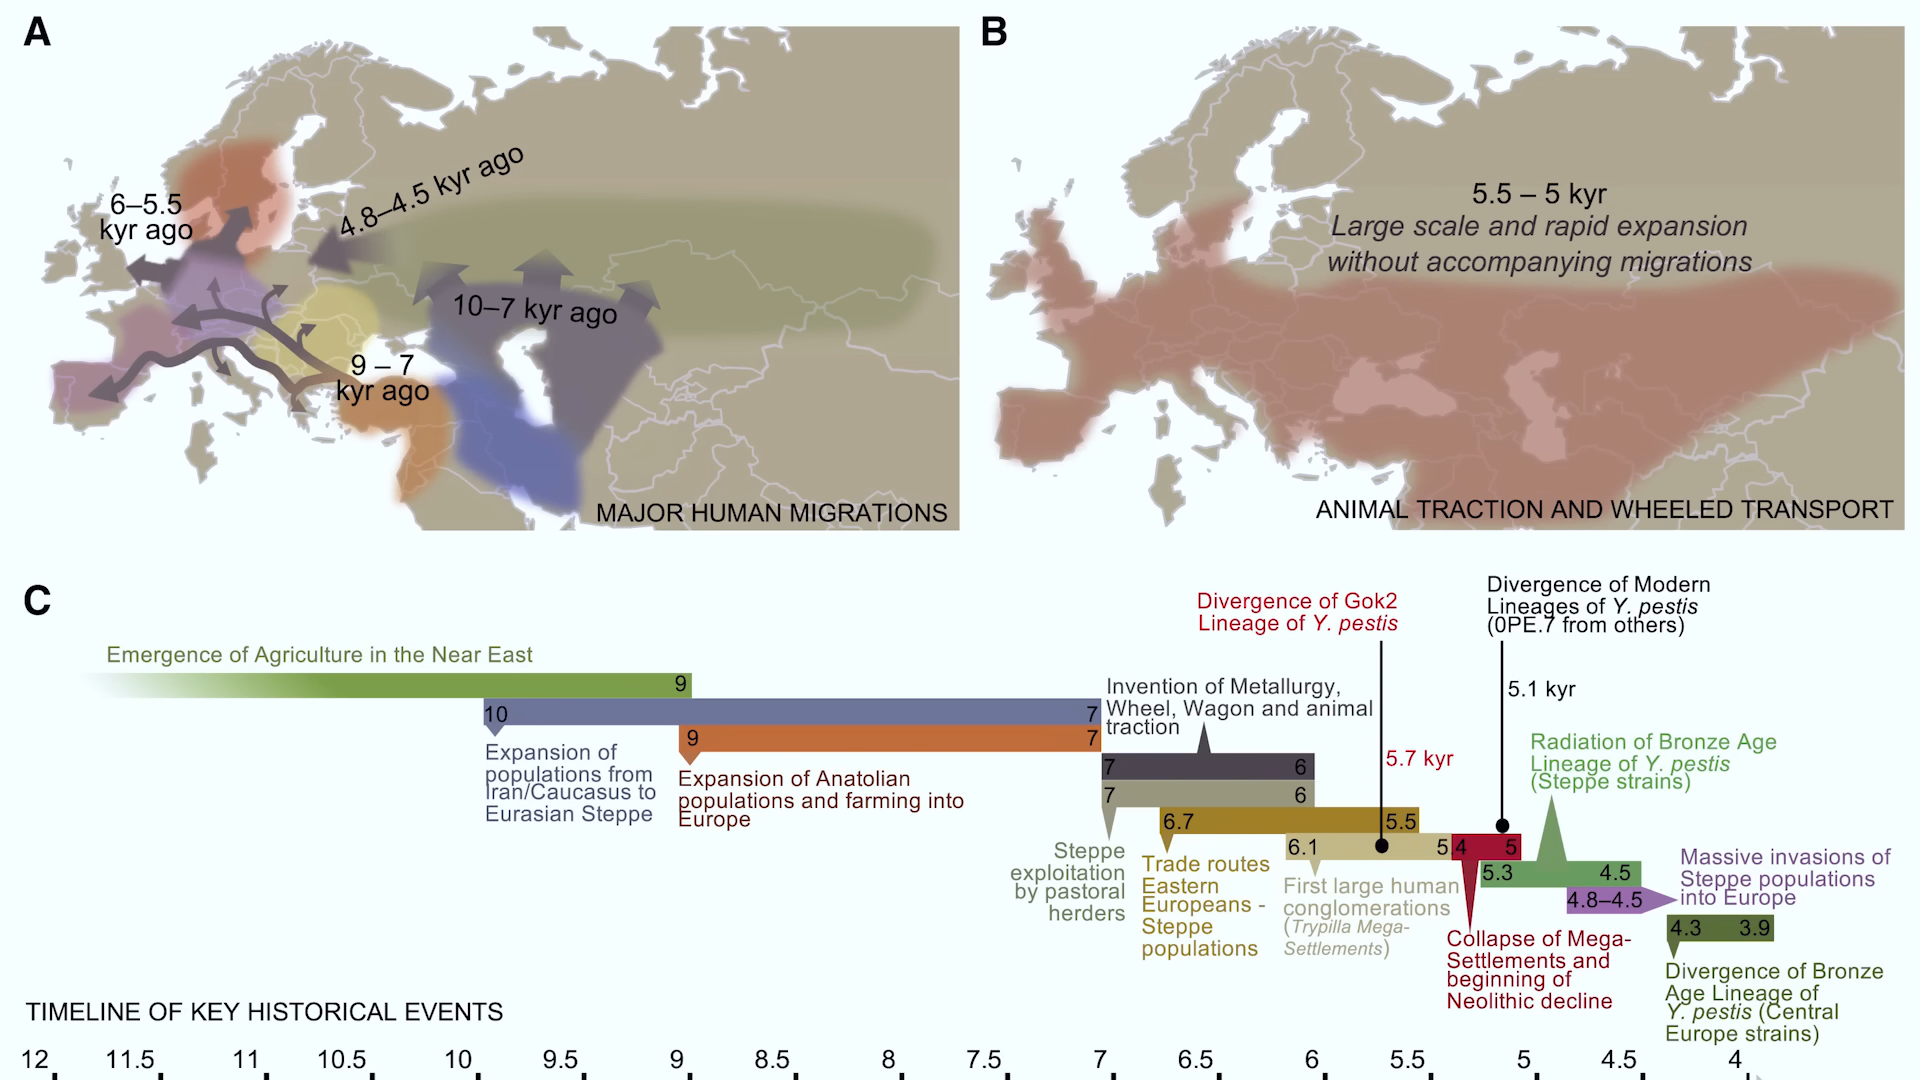 A
B
6–5.5
kyr ago
4.8–4.5 kyr ago
10–7 kyr ago
9 – 7
kyr ago
MAJOR HUMAN MIGRATIONS
5.5 – 5 kyr
Large scale and rapid expansion
without accompanying migrations
ANIMAL TRACTION AND WHEELED TRANSPORT
C
Emergence of Agriculture in the Near East
9
10
7
Expansion of
populations from
Iran/Caucasus to
Eurasian Steppe
9
7
Expansion of Anatolian
populations and farming into
Europe
Invention of Metallurgy,
Wheel, Wagon and animal
traction
7
6
7
6
Steppe
exploitation
by pastoral
herders
6.7
5.5
Trade routes
Eastern
Europeans -
Steppe
populations
Divergence of Gok2
Lineage of Y. pestis
5.7 kyr
6.1
5.4
5
First large human
conglomerations
(Trypilla Mega-
Settlements)
Collapse of Mega-
Settlements and
beginning of
Neolithic decline
Divergence of Modern
Lineages of Y. pestis
(0PE.7 from others)
5.1 kyr
Radiation of Bronze Age
Lineage of Y. pestis
(Steppe strains)
5.3
4.5
Massive invasions of
Steppe populations
into Europe
4.8–4.5
4.3
3.9
Divergence of Bronze
Age Lineage of
Y. pestis (Central
Europe strains)
TIMELINE OF KEY HISTORICAL EVENTS
12 11.5 11 10.5 10 9.5 9 8.5 8 7.5 7 6.5 6 5.5 5 4.5 4